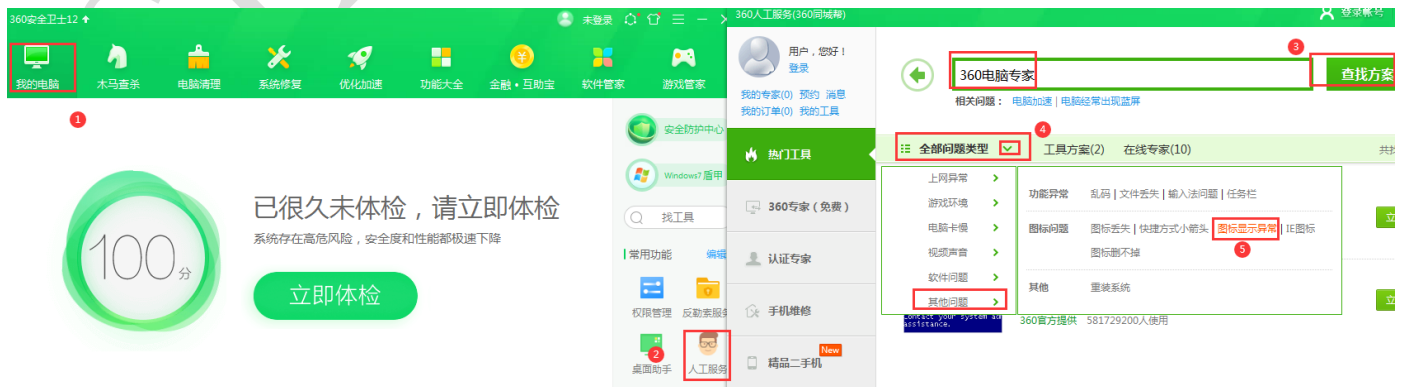 360安全卫士12
未登录
我的电脑
木马查杀
电脑清理
系统修复
优化加速
功能大全
金融·互助宝
软件管家
游戏管家
1
100分
已很久未体检，请立即体检
系统存在高危风险，安全度和性能都极速下降
立即体检
安全防护中心
Windows7 盾甲
找工具
常用功能
编辑
权限管理
反勒索服务
2
桌面助手
人工服务
360人工服务(360同城帮)
登录帐号
用户，您好！
登录
我的专家(0) 预约 消息
我的订单(0) 我的工具
热门工具
360专家（免费）
认证专家
手机维修
New
精品二手机
3
360电脑专家
查找方案
相关问题： 电脑加速 | 电脑经常出现蓝屏
4
全部问题类型
工具方案(2)
在线专家(10)
共找
上网异常
游戏环境
电脑卡慢
视频声音
软件问题
其他问题
功能异常 乱码 | 文件丢失 | 输入法问题 | 任务栏
图标问题 图标丢失 | 快捷方式小箭头 | 图标显示异常 | IE图标
5
图标删不掉
其他 重装系统
立
立
contact your system ad
assistance.
360官方提供 581729200人使用